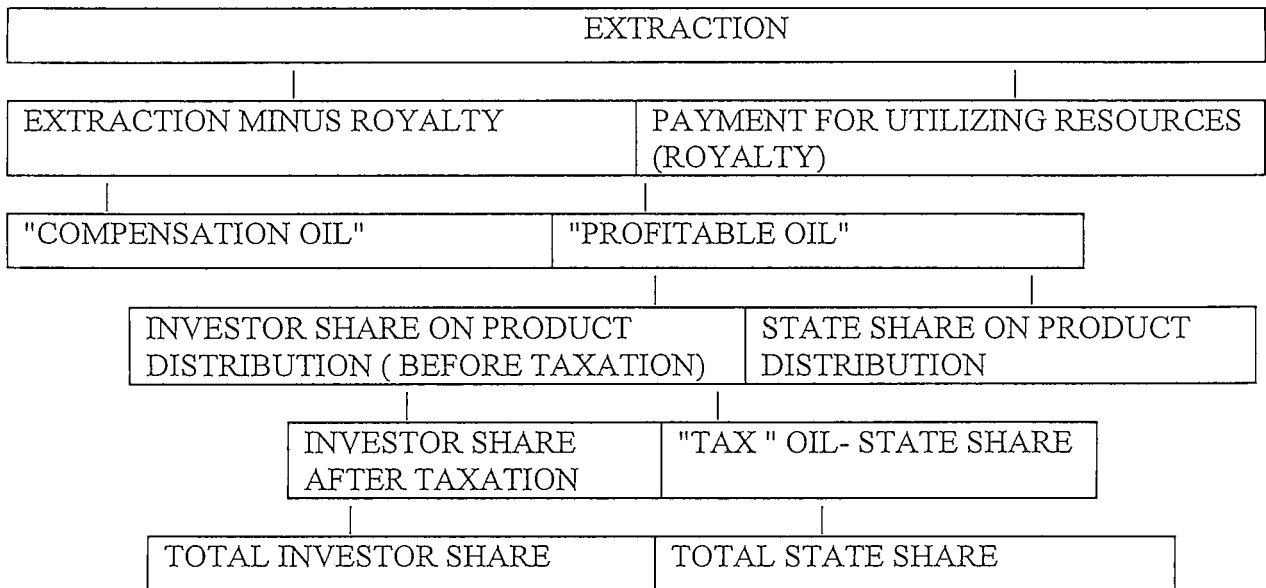 EXTRACTION
EXTRACTION MINUS ROYALTY
PAYMENT FOR UTILIZING RESOURCES
(ROYALTY)
"COMPENSATION OIL"
"PROFITABLE OIL"
INVESTOR SHARE ON PRODUCT
DISTRIBUTION ( BEFORE TAXATION)
STATE SHARE ON PRODUCT
DISTRIBUTION
INVESTOR SHARE
AFTER TAXATION
"TAX " OIL- STATE SHARE
TOTAL INVESTOR SHARE
TOTAL STATE SHARE